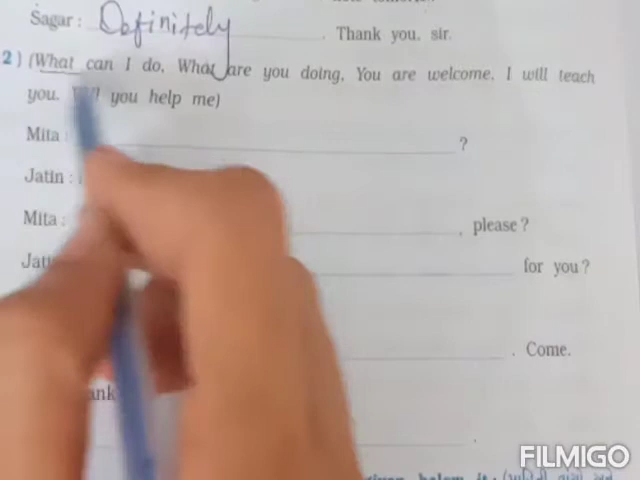 Sagar : Definitely . Thank you, sir.
2 ) (What can I do, What are you doing, You are welcome, I will teach
you, you help me)
Mita : ?
Jatin :
Mita : , please ?
for you ?
. Come.
.
FILMIGO